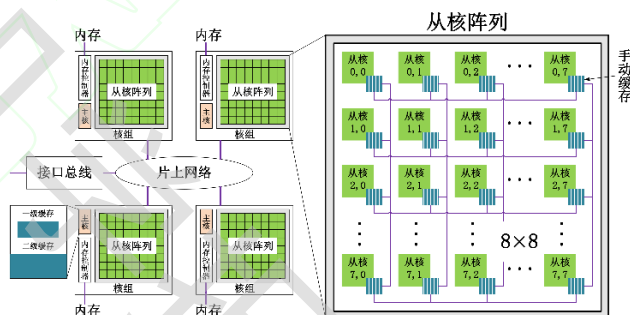 从核阵列
内存
内存
内存控制器
主核
从核阵列
核组
内存控制器
主核
从核阵列
核组
接口总线
片上网络
一级缓存
二级缓存
主核
内存控制器
从核阵列
核组
内存
主核
内存控制器
从核阵列
核组
内存
从核
0,0
从核
0,1
从核
0,2
···
从核
0,7
手动缓存
从核
1,0
从核
1,1
从核
1,2
···
从核
1,7
从核
2,0
从核
2,1
从核
2,2
···
从核
2,7
8×8
从核
7,0
从核
7,1
从核
7,2
···
从核
7,7